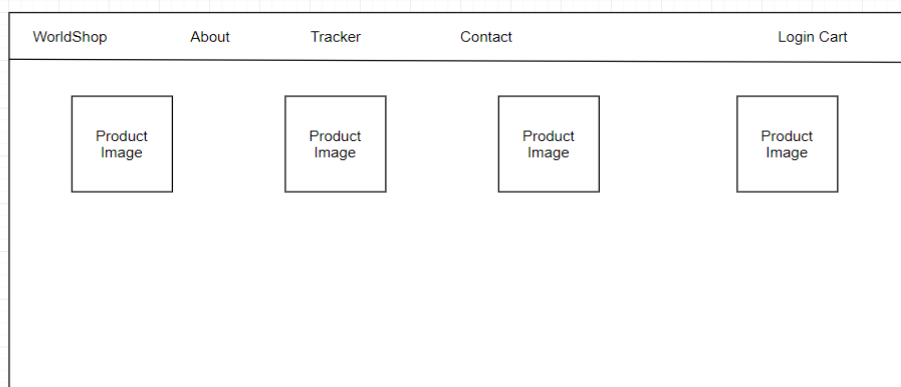 WorldShop About Tracker Contact Login Cart
Product Product Product Product
Image Image Image Image